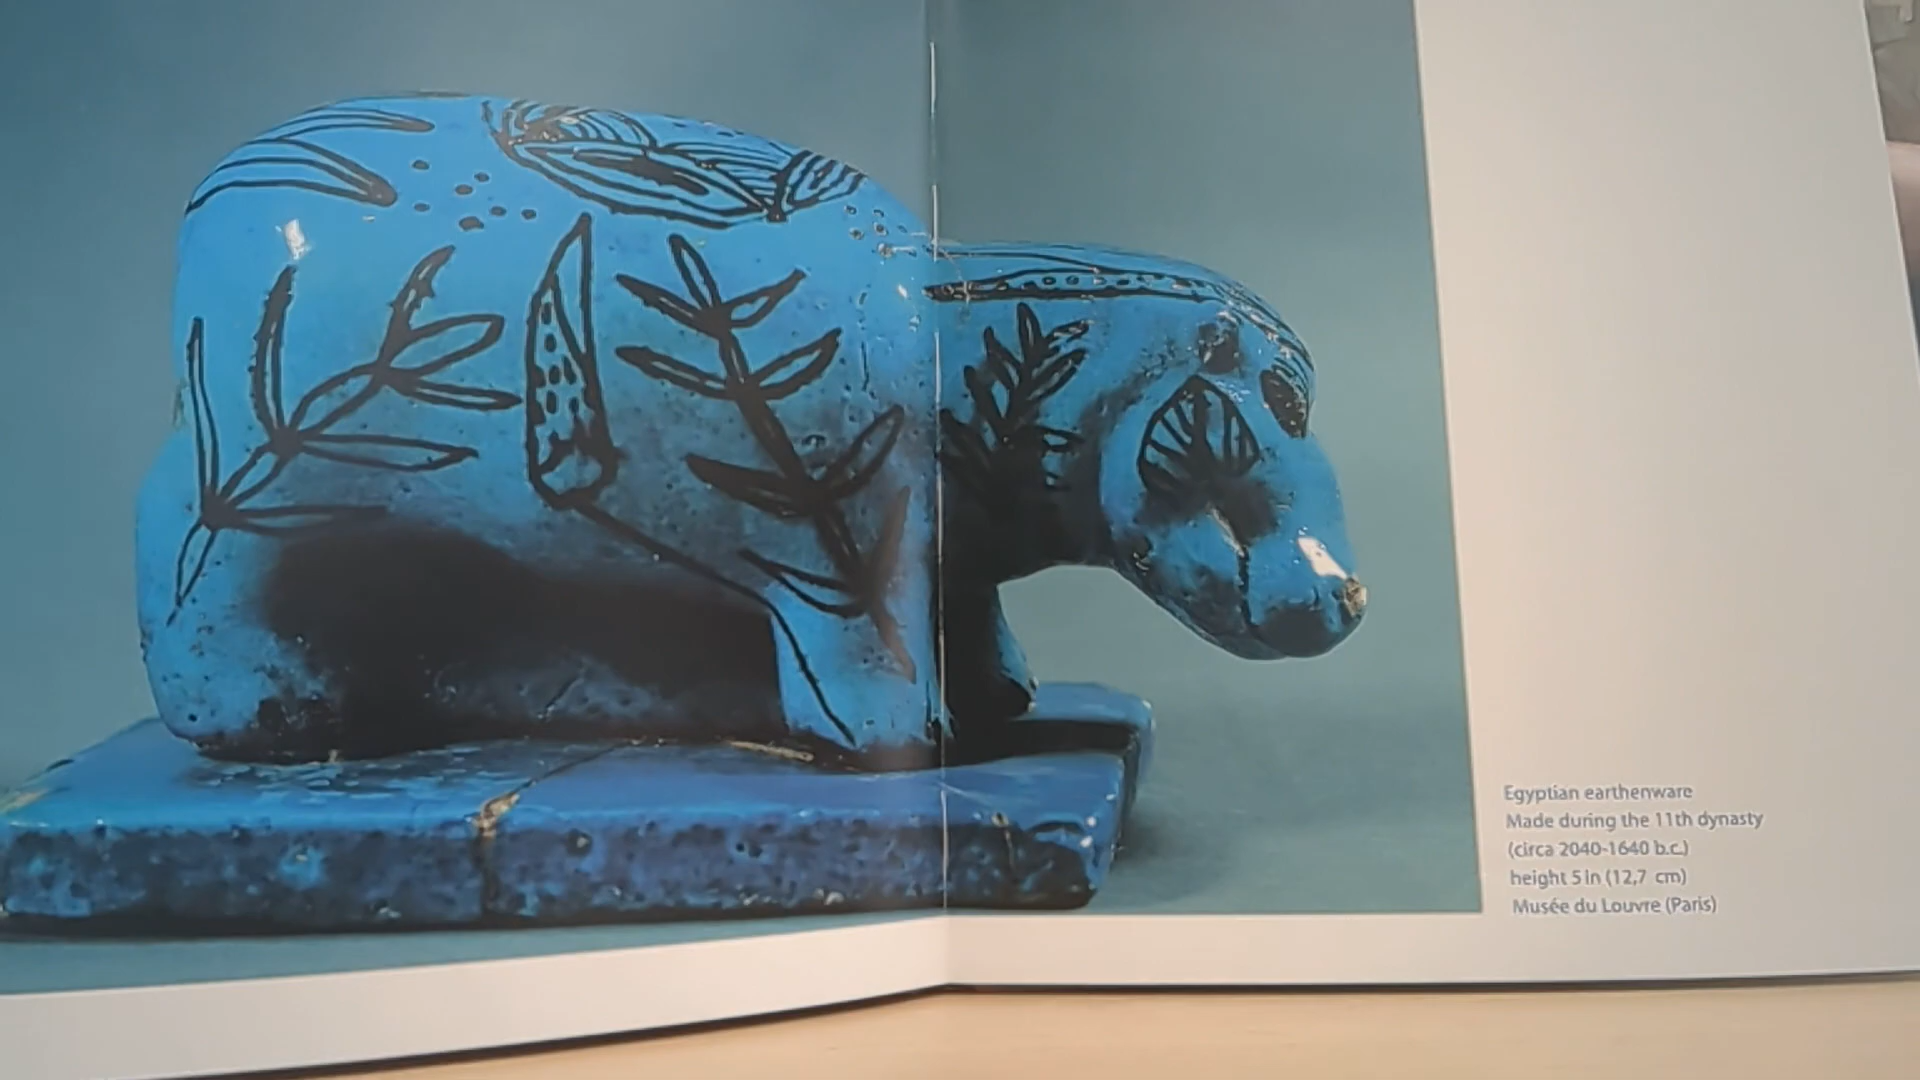 Egyptian earthenware
Made during the 11th dynasty
(circa 2040-1640 b.c.)
height 5 in (12,7 cm)
Musée du Louvre (Paris)